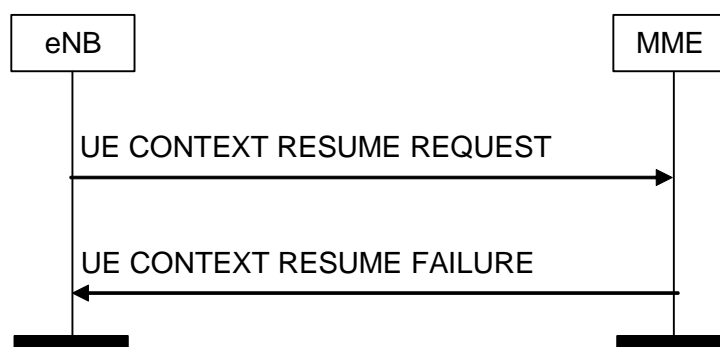 eNB
MME
UE CONTEXT RESUME REQUEST
UE CONTEXT RESUME FAILURE